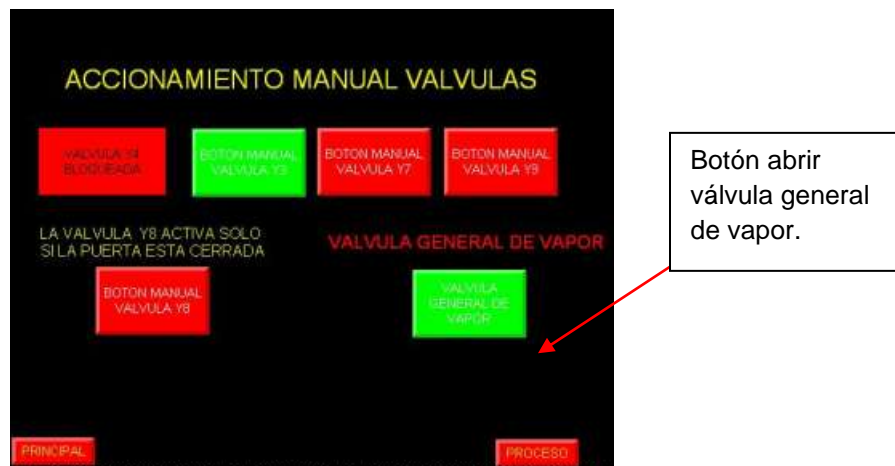 ACCIONAMIENTO MANUAL VALVULAS
VALVULA Y4
BLOQUEADA
BOTON MANUAL
VALVULA Y3
BOTON MANUAL
VALVULA Y7
BOTON MANUAL
VALVULA Y9
LA VALVULA Y8 ACTIVA SOLO
SI LA PUERTA ESTA CERRADA
VALVULA GENERAL DE VAPOR
BOTON MANUAL
VALVULA Y8
VALVULA
GENERAL DE
VAPOR
PRINCIPAL
PROCESO
Botón abrir
válvula general
de vapor.